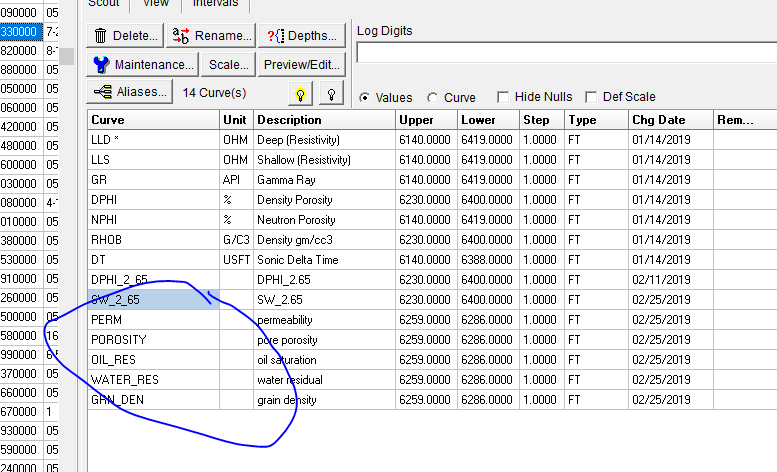 Scout View Intervals
090000 05
330000 7-2
820000 8-
880000 05
050000 05
060000 05
420000 05
480000 05
600000 05
030000 05
080000 4-
010000 05
380000 05
530000 05
910000 05
260000 05
500000 05
580000 16
990000
370000 05
660000 05
670000 1
930000 05
590000 05
240000 05
Delete... Rename... Depths...
Maintenance... Scale... Preview/Edit...
Aliases... 14 Curve(s)
Log Digits
Values Curve Hide Nulls Def Scale
Curve Unit Description Upper Lower Step Type Chg Date Rem...
LLD * OHM Deep (Resistivity) 6140.0000 6419.0000 1.0000 FT 01/14/2019
LLS OHM Shallow (Resistivity) 6140.0000 6419.0000 1.0000 FT 01/14/2019
GR API Gamma Ray 6140.0000 6419.0000 1.0000 FT 01/14/2019
DPHI % Density Porosity 6230.0000 6400.0000 1.0000 FT 01/14/2019
NPHI % Neutron Porosity 6140.0000 6419.0000 1.0000 FT 01/14/2019
RHOB G/C3 Density gm/cc3 6230.0000 6400.0000 1.0000 FT 01/14/2019
DT USFT Sonic Delta Time 6140.0000 6388.0000 1.0000 FT 01/14/2019
DPHI_2_65 DPHI_2.65 6230.0000 6400.0000 1.0000 FT 02/11/2019
SW_2_65 SW_2.65 6230.0000 6400.0000 1.0000 FT 02/25/2019
PERM permeability 6259.0000 6286.0000 1.0000 FT 02/25/2019
POROSITY pore porosity 6259.0000 6286.0000 1.0000 FT 02/25/2019
OIL_RES oil saturation 6259.0000 6286.0000 1.0000 FT 02/25/2019
WATER_RES water residual 6259.0000 6286.0000 1.0000 FT 02/25/2019
GRN_DEN grain density 6259.0000 6286.0000 1.0000 FT 02/25/2019